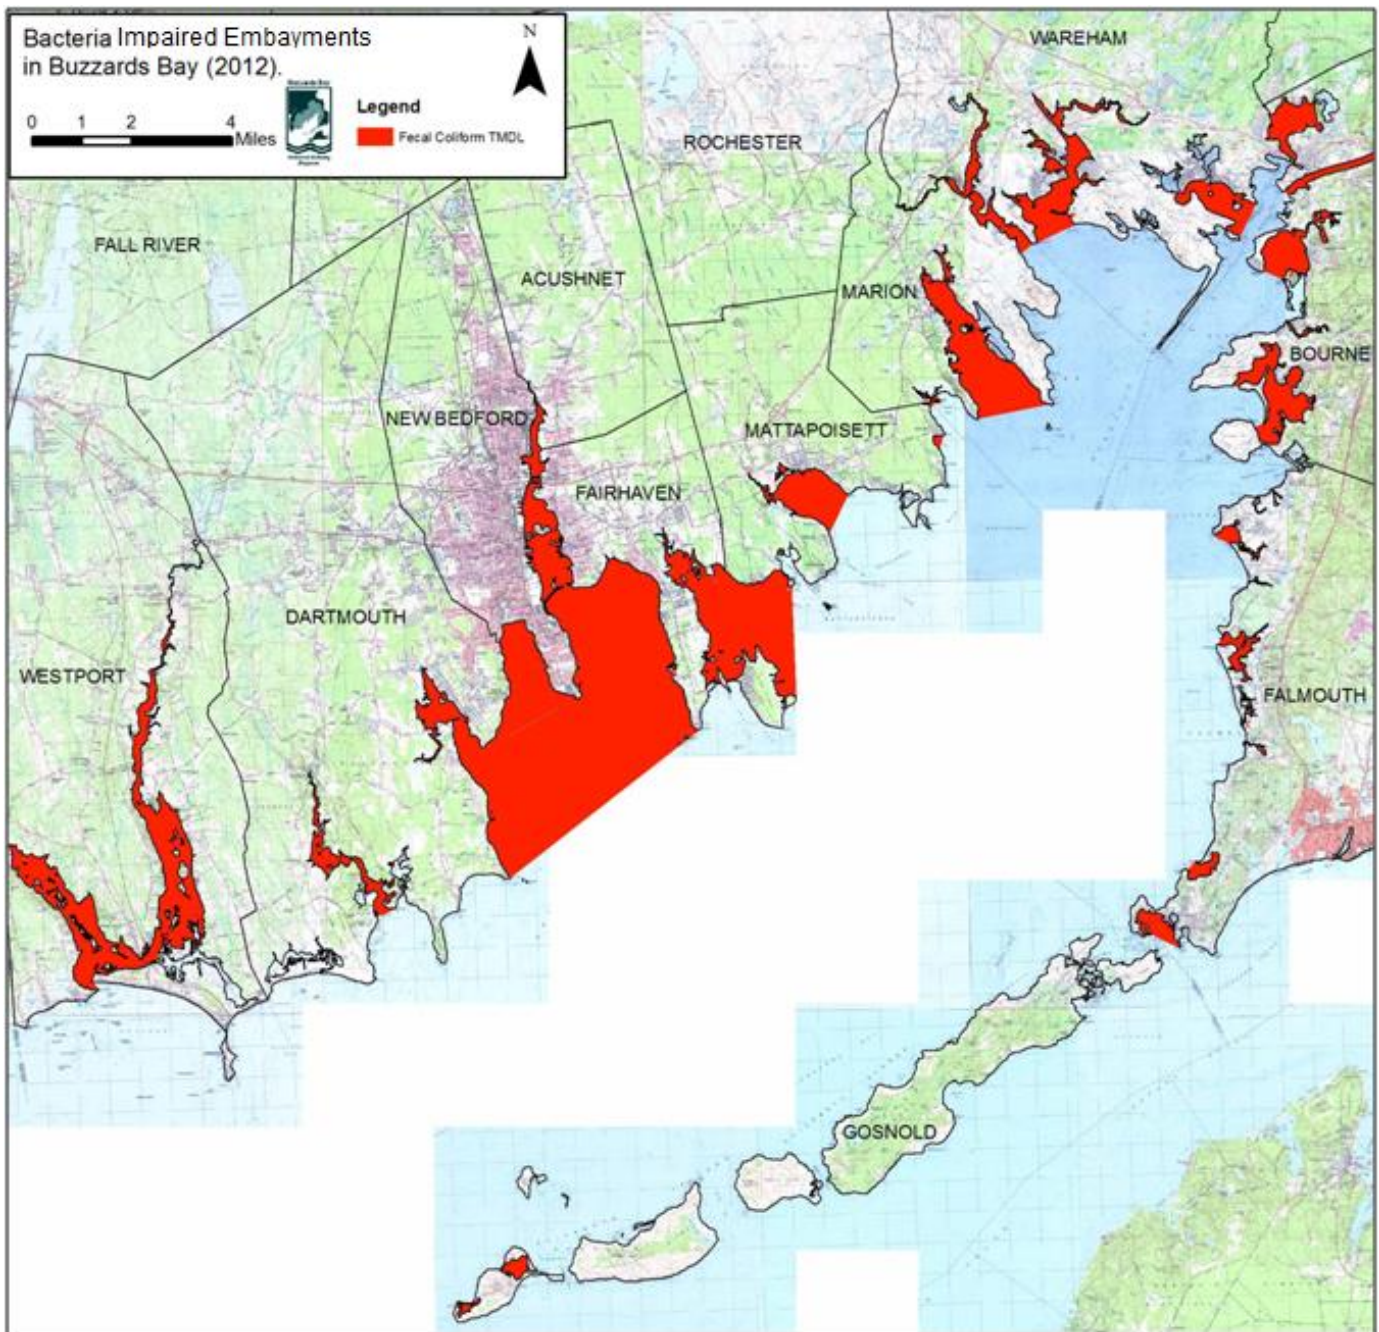 Bacteria Impaired Embayments
in Buzzards Bay (2012).
N
0 1 2 4
Miles
Legend
Fecal Coliform TMDL
WAREHAM
ROCHESTER
FALL RIVER
ACUSHNET
MARION
BOURNE
NEW BEDFORD
MATTAPOISETT
FAIRHAVEN
DARTMOUTH
WESTPORT
FALMOUTH
GOSNOLD